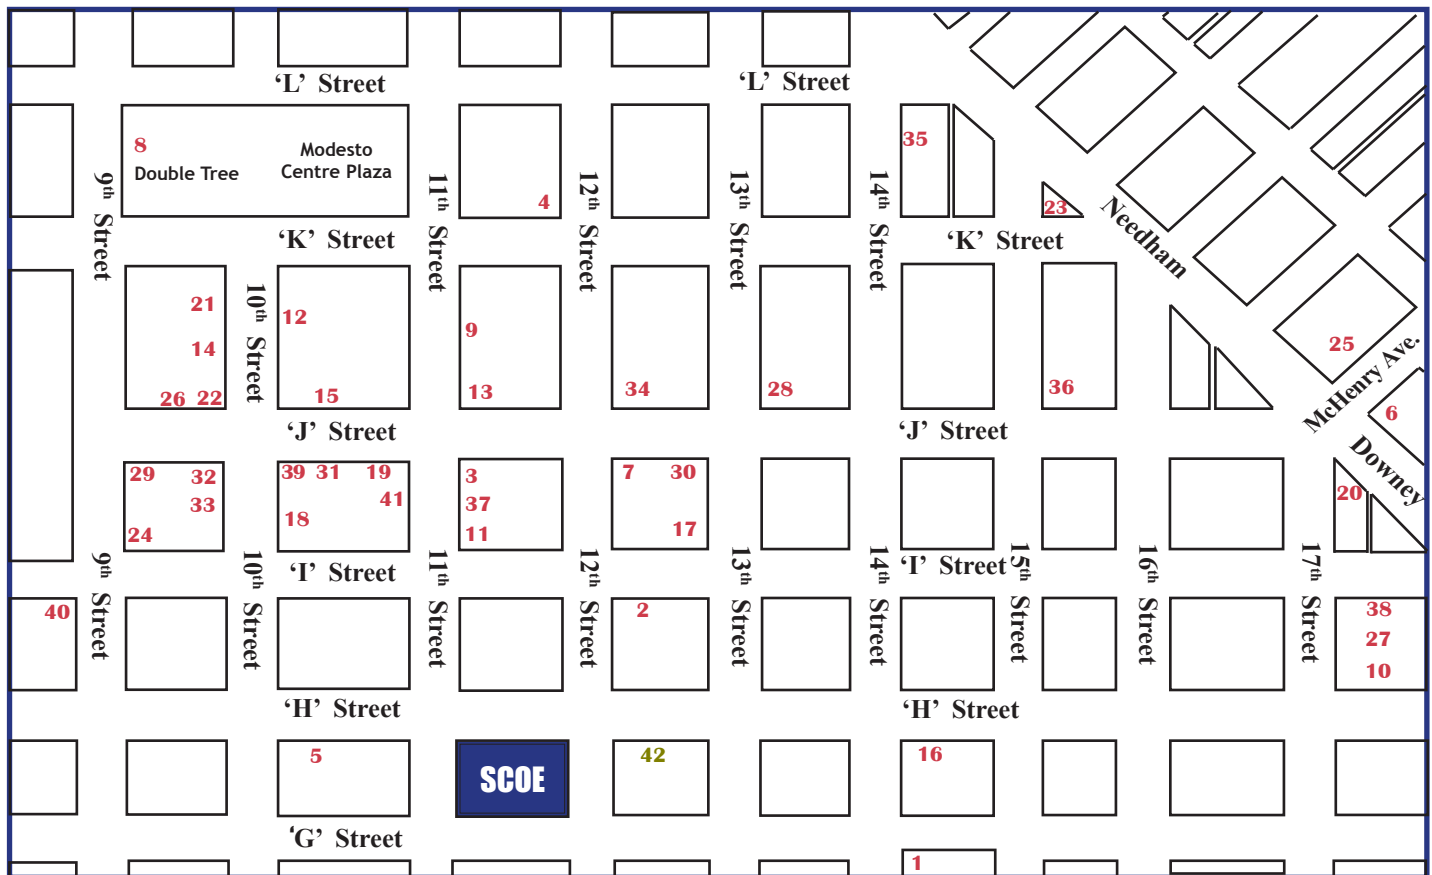 ‘L’ Street
‘L’ Street
8
Double Tree
Modesto
Centre Plaza
4
35
23
9th Street
11th Street
12th Street
13th Street
14th Street
Needham
‘K’ Street
‘K’ Street
21
14
26 22
10th Street
12
15
9
13
34
28
36
25
McHenry Ave.
6
Downey
‘J’ Street
‘J’ Street
29 32
33
24
39 31 19
41
18
3
37
11
7 30
17
20
9th Street
10th Street
11th Street
12th Street
13th Street
14th Street
15th Street
16th Street
17th Street
‘I’ Street
‘I’ Street
40
2
38
27
10
‘H’ Street
‘H’ Street
5
SCOE
42
16
‘G’ Street
1